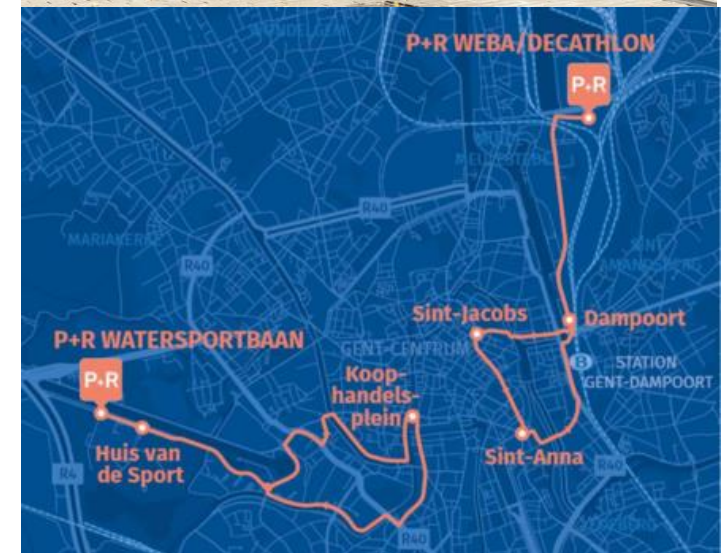 P+R WEBA/DECATHLON
P+R
R40
MARIAKERKE
R40
Sint-Jacobs
Dampoort
P+R WATERSPORTBAAN
GENT-CENTRUM
B
STATION
GENT-DAMPOORT
P+R
Koop-
handels-
plein
Huis van
de Sport
Sint-Anna
R4
R40
R40